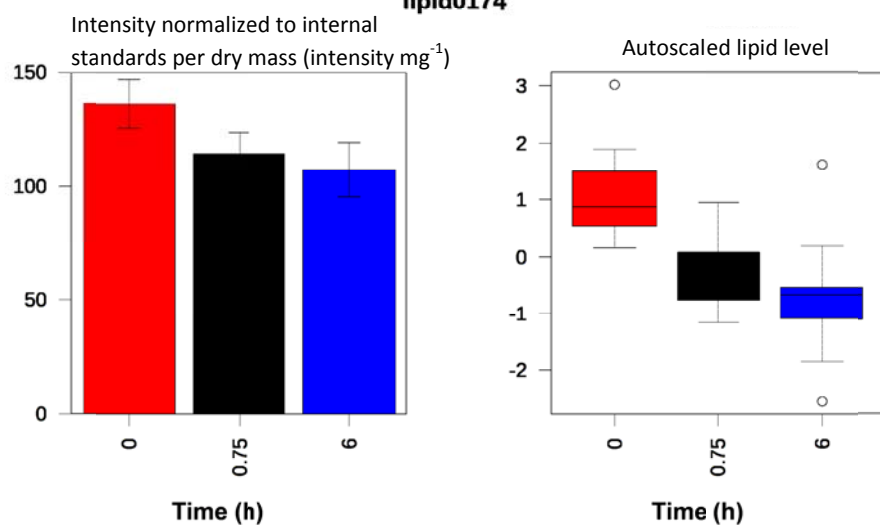 lipid0174
Intensity normalized to internal
standards per dry mass (intensity mg⁻¹)
150
100
50
0
0
0.75
6
Time (h)
Autoscaled lipid level
3
2
1
0
-1
-2
0
0.75
6
Time (h)